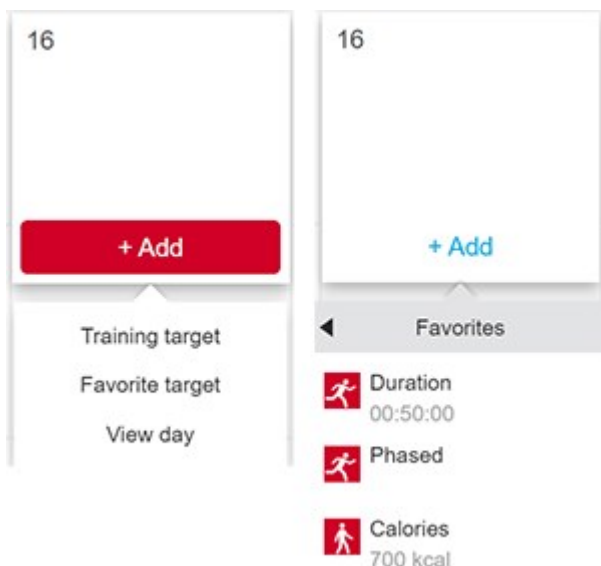 16
+ Add
Training target
Favorite target
View day
16
+ Add
Favorites
Duration
00:50:00
Phased
Calories
700 kcal